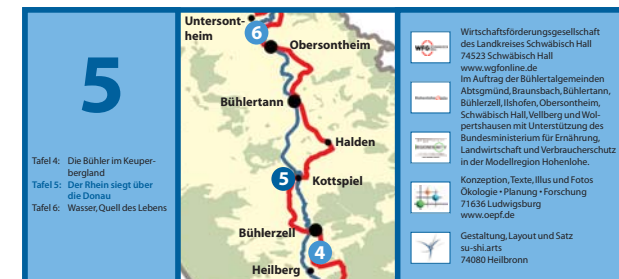 5
Tafel 4: Die Bühler im Keuper-
bergland
Tafel 5: Der Rhein siegt über
die Donau
Tafel 6: Wasser, Quell des Lebens
Untersont-
heim
6
Obersontheim
Bühlertann
Halden
5
Kottspiel
Bühlerzell
4
Heilberg
WFG
Wirtschaftsförderungsgesellschaft
des Landkreises Schwäbisch Hall
74523 Schwäbisch Hall
www.wgfonline.de
Im Auftrag der Bühlertalgemeinden
Abtsgmünd, Braunsbach, Bühlertann,
Bühlerzell, Ilshofen, Obersontheim,
Schwäbisch Hall, Vellberg und Wol-
pertshausen mit Unterstützung des
Bundesministerium für Ernährung,
Landwirtschaft und Verbraucherschutz
in der Modellregion Hohenlohe.
Konzeption, Texte, Illus und Fotos
Ökologie • Planung • Forschung
71636 Ludwigsburg
www.oepf.de
Gestaltung, Layout und Satz
su-shi.arts
74080 Heilbronn